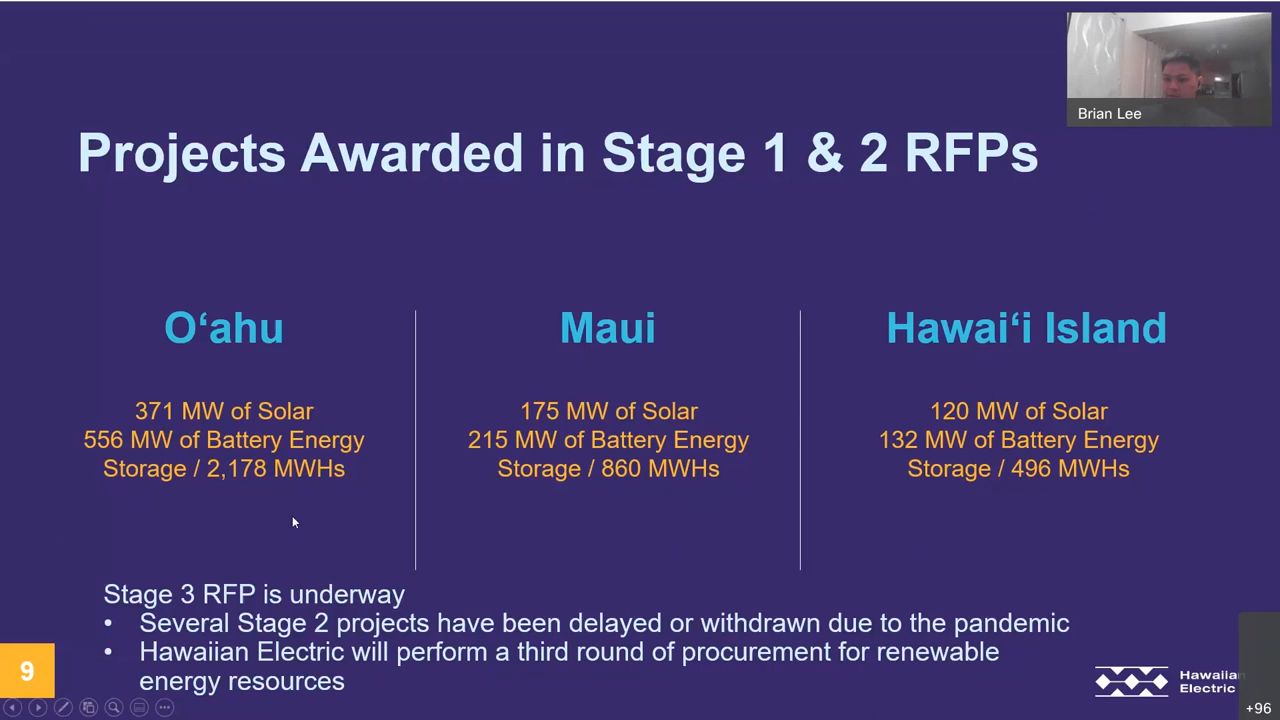 Brian Lee
Projects Awarded in Stage 1 & 2 RFPs
Oʻahu
371 MW of Solar
556 MW of Battery Energy
Storage / 2,178 MWHs
Maui
175 MW of Solar
215 MW of Battery Energy
Storage / 860 MWHs
Hawaiʻi Island
120 MW of Solar
132 MW of Battery Energy
Storage / 496 MWHs
Stage 3 RFP is underway
• Several Stage 2 projects have been delayed or withdrawn due to the pandemic
• Hawaiian Electric will perform a third round of procurement for renewable
energy resources
9
Hawaiian
Electric
+96